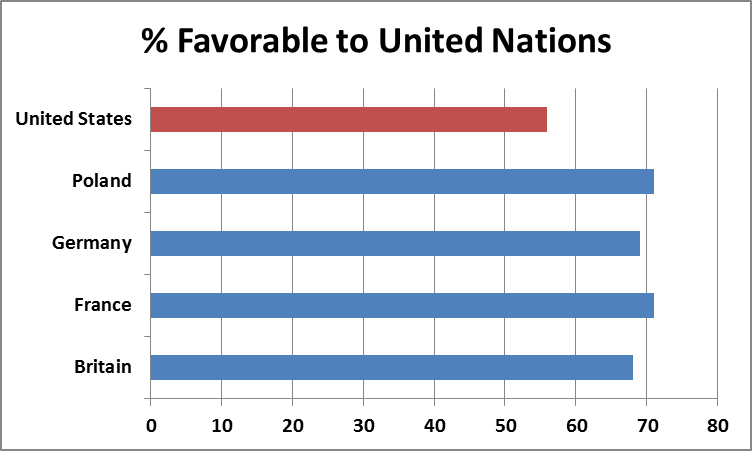 % Favorable to United Nations
United States
Poland
Germany
France
Britain
0 10 20 30 40 50 60 70 80